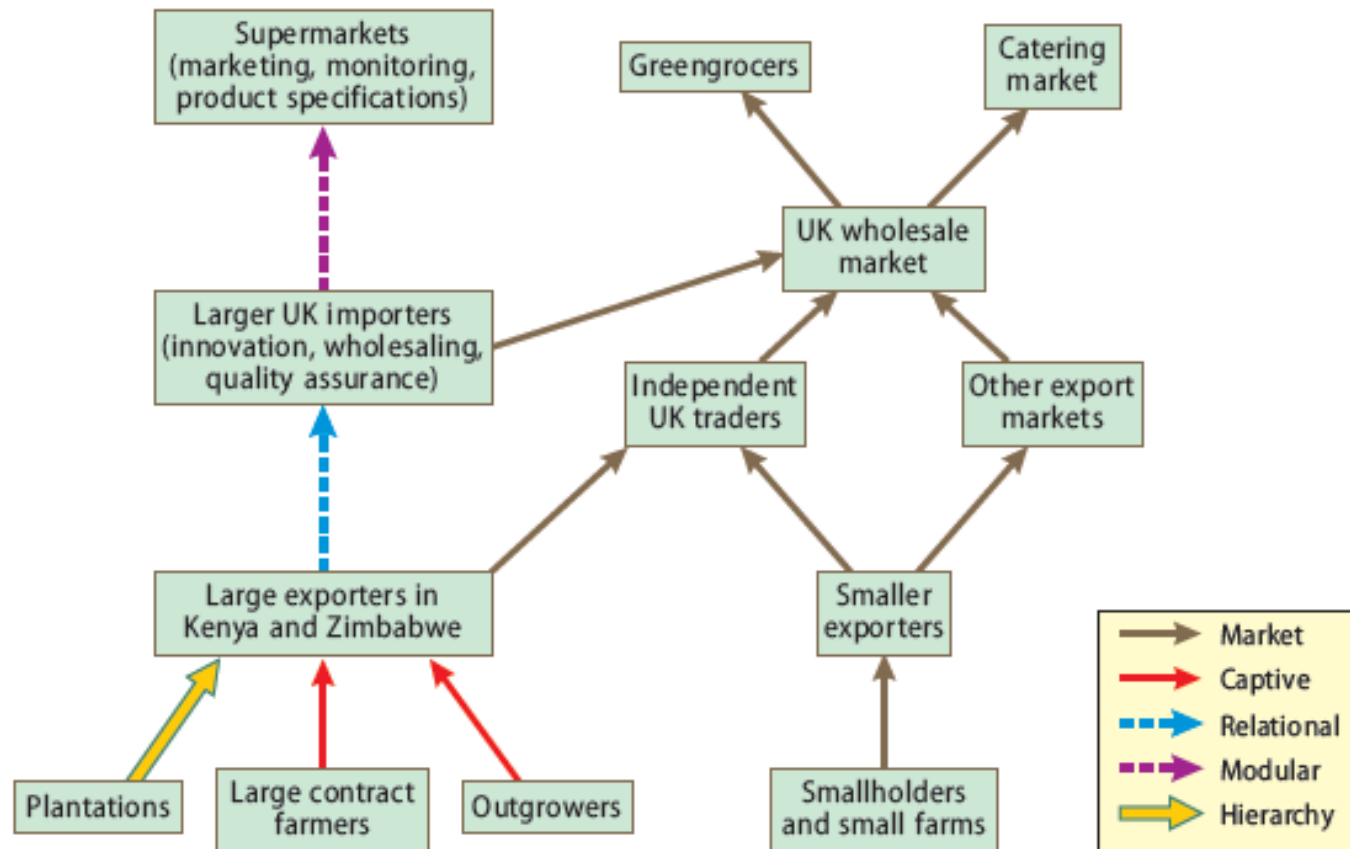 Supermarkets
(marketing, monitoring,
product specifications)
Greengrocers
Catering
market
UK wholesale
market
Larger UK importers
(innovation, wholesaling,
quality assurance)
Independent
UK traders
Other export
markets
Large exporters in
Kenya and Zimbabwe
Smaller
exporters
Plantations
Large contract
farmers
Outgrowers
Smallholders
and small farms
Market
Captive
Relational
Modular
Hierarchy